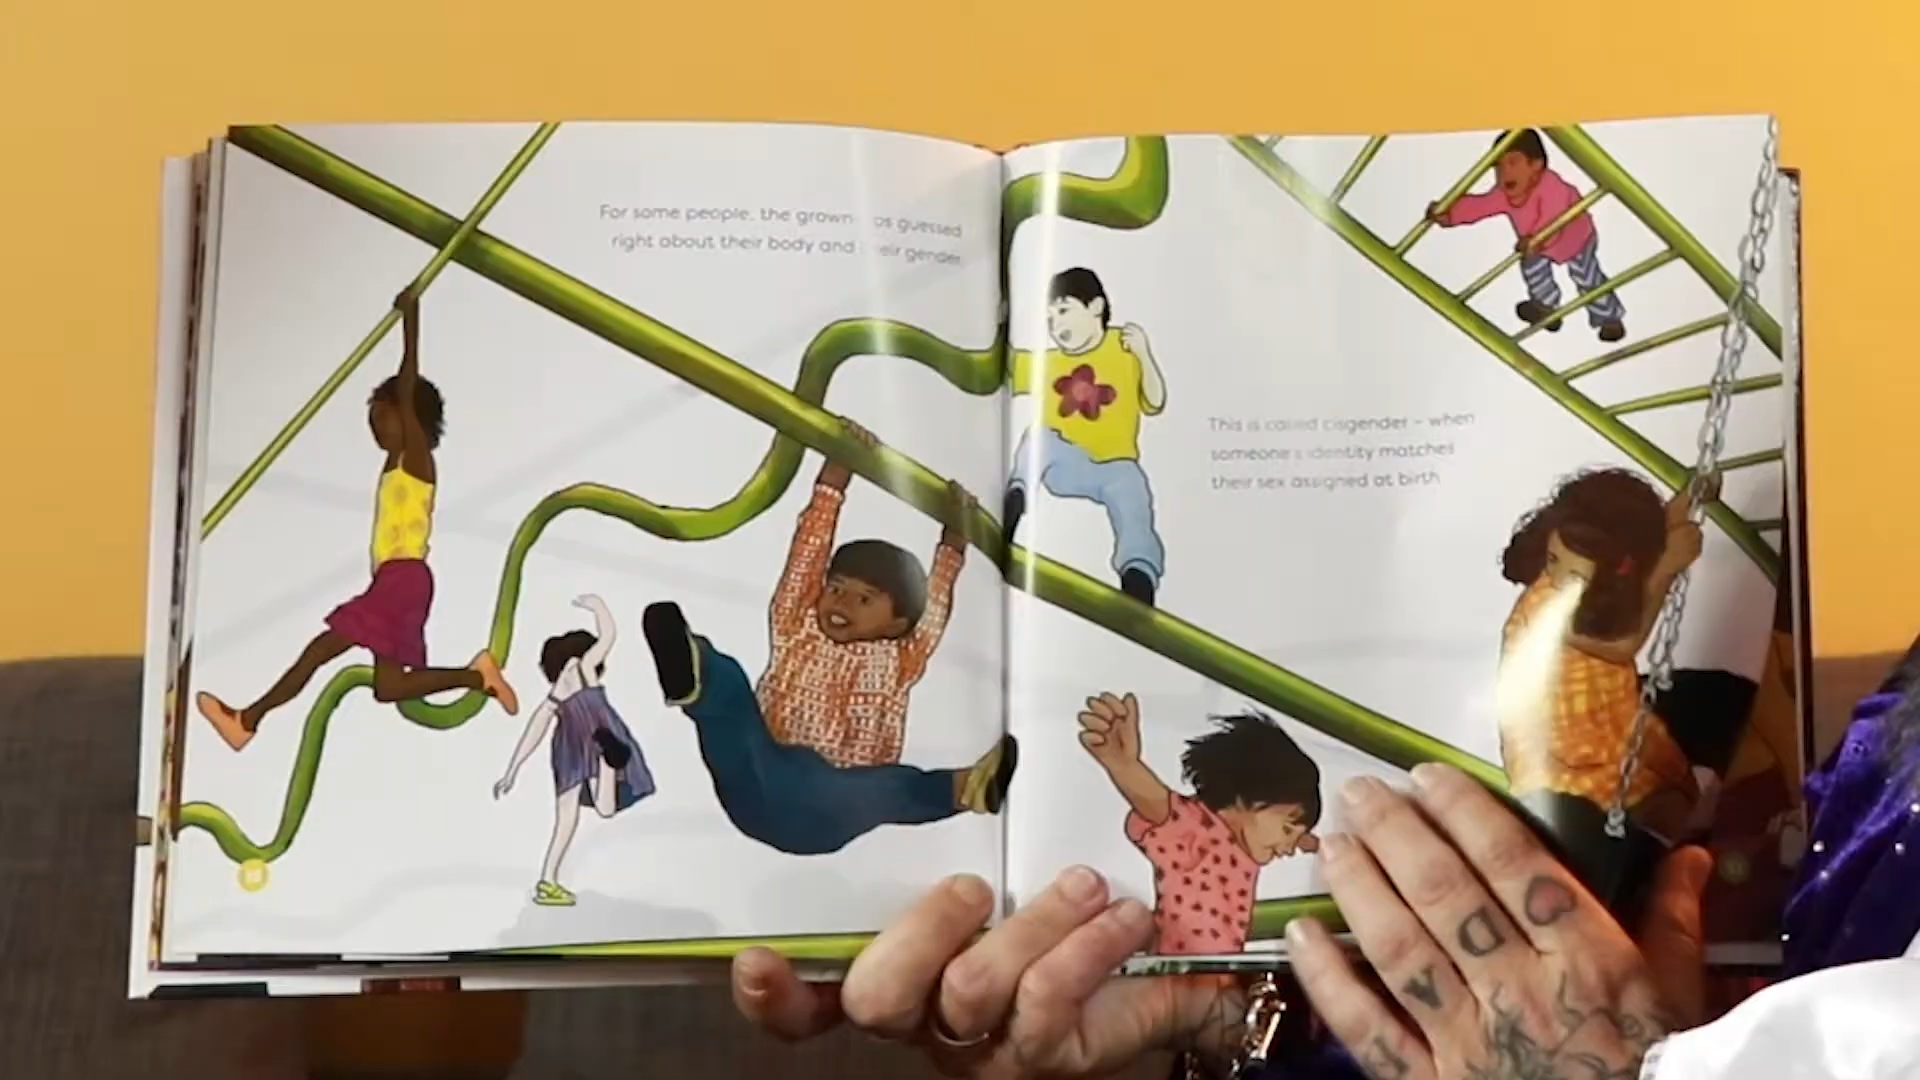 For some people, the grown-ups guessed
right about their body and their gender.
This is called cisgender – when
someone's identity matches
their sex assigned at birth.
D
A